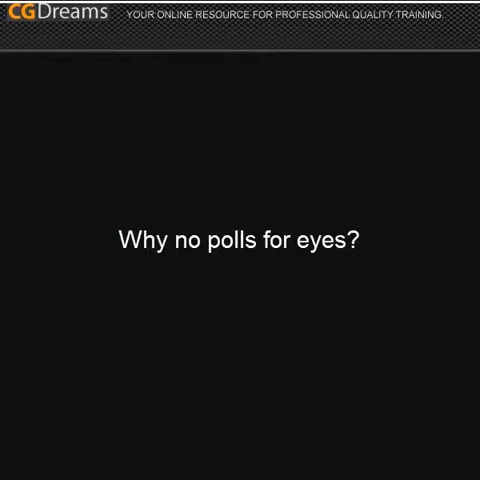 CGDreams YOUR ONLINE RESOURCE FOR PROFESSIONAL QUALITY TRAINING.
Why no polls for eyes?